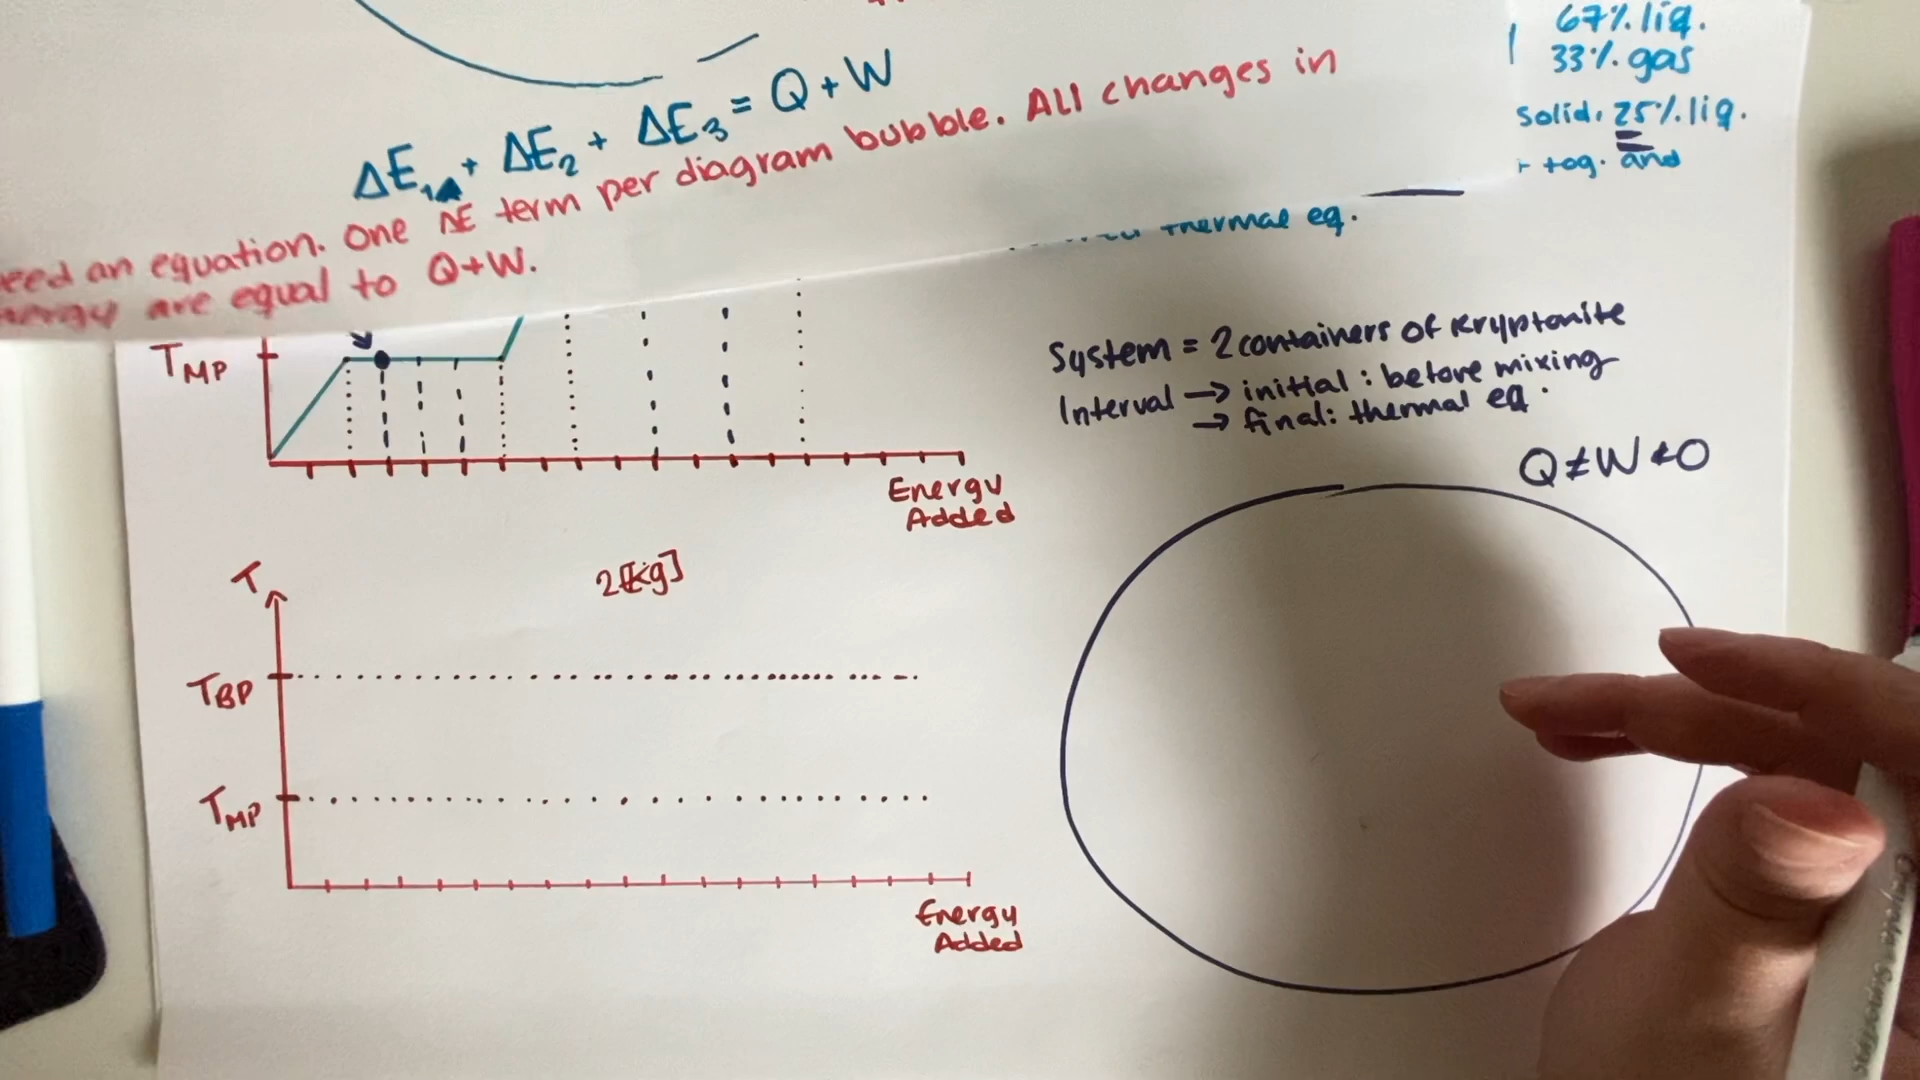 67% liq.
33% gas
Solid, 25% liq.
tog. and
thermal eq.
ΔE₁ + ΔE₂ + ΔE₃ = Q + W
eed an equation. One ΔE term per diagram bubble. All changes in
nergy are equal to Q+W.
TMP
Energy
Added
System = 2 containers of Kryptonite
Interval → initial: before mixing
→ final: thermal eq.
Q ≠ W ≠ 0
T
2[kg]
TBP
TMP
Energy
Added
Crayola